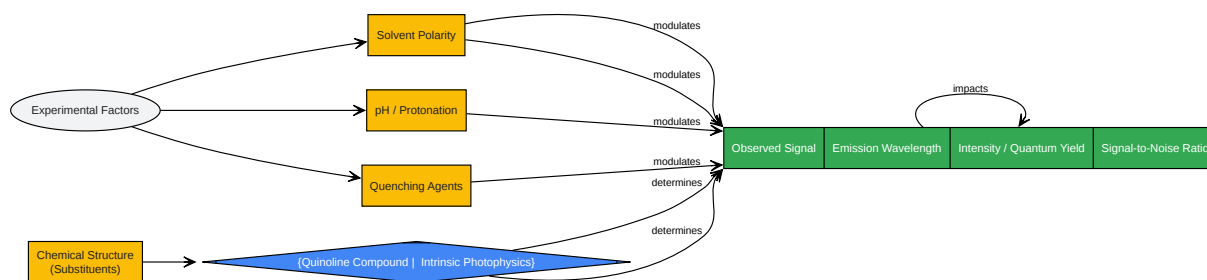 modulates
Solvent Polarity
modulates
impacts
Experimental Factors
pH / Protonation
modulates
Observed Signal
Emission Wavelength
Intensity / Quantum Yield
Signal-to-Noise Ratio
modulates
Quenching Agents
determines
determines
Chemical Structure
(Substituents)
{Quinoline Compound | Intrinsic Photophysics}